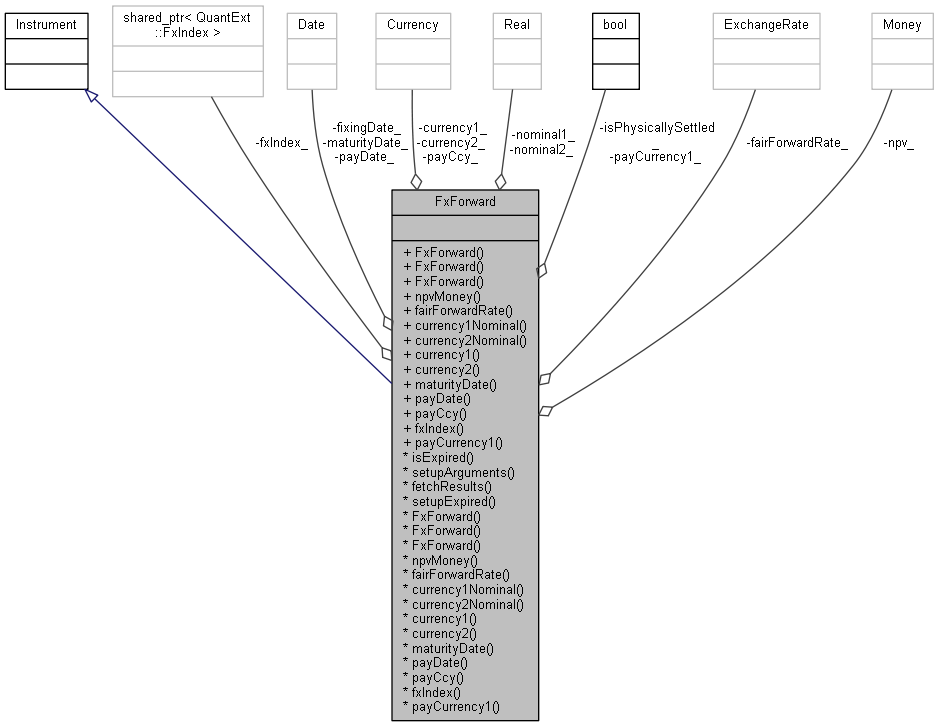 Instrument
shared_ptr< QuantExt
::FxIndex >
Date
Currency
Real
bool
ExchangeRate
Money
-fxIndex_
-fixingDate_
-maturityDate_
-payDate_
-currency1_
-currency2_
-payCcy_
-nominal1_
-nominal2_
-isPhysicallySettled_
-payCurrency1_
-fairForwardRate_
-npv_
FxForward
+ FxForward()
+ FxForward()
+ FxForward()
+ npvMoney()
+ fairForwardRate()
+ currency1Nominal()
+ currency2Nominal()
+ currency1()
+ currency2()
+ maturityDate()
+ payDate()
+ payCcy()
+ fxIndex()
+ payCurrency1()
* isExpired()
* setupArguments()
* fetchResults()
* setupExpired()
* FxForward()
* FxForward()
* FxForward()
* npvMoney()
* fairForwardRate()
* currency1Nominal()
* currency2Nominal()
* currency1()
* currency2()
* maturityDate()
* payDate()
* payCcy()
* fxIndex()
* payCurrency1()